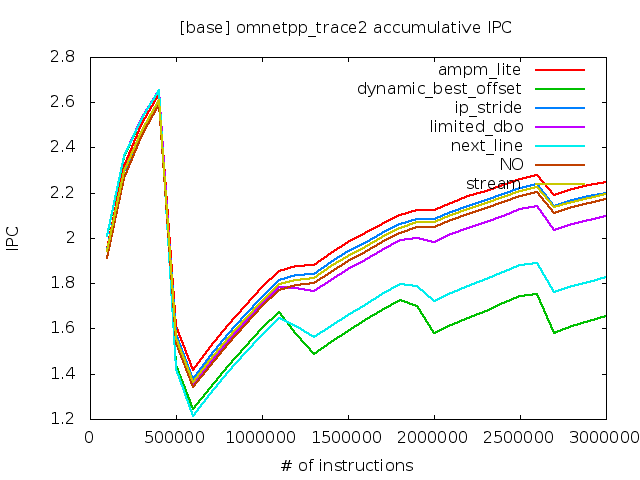 [base] omnetpp_trace2 accumulative IPC
2.8
2.6
2.4
2.2
2
1.8
1.6
1.4
1.2
IPC
ampm_lite
dynamic_best_offset
ip_stride
limited_dbo
next_line
NO
stream
0 500000 1000000 1500000 2000000 2500000 3000000
# of instructions